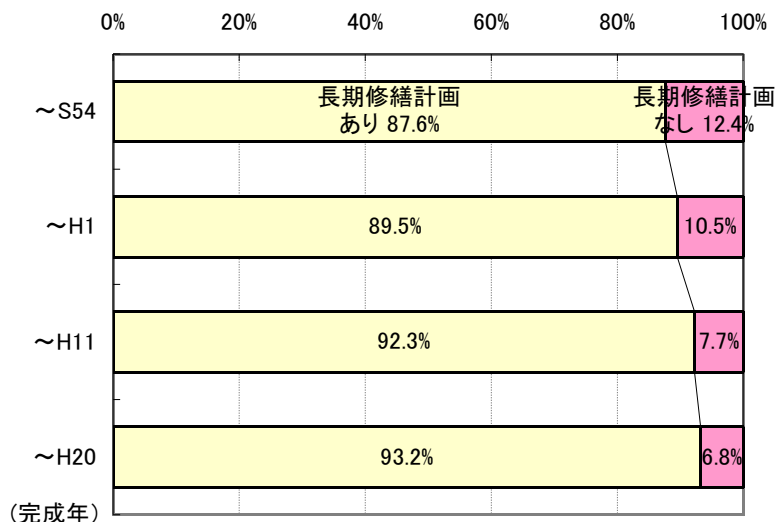 0% 20% 40% 60% 80% 100%
～S54
長期修繕計画
あり 87.6%
長期修繕計画
なし 12.4%
～H1
89.5%
10.5%
～H11
92.3%
7.7%
～H20
93.2%
6.8%
(完成年)